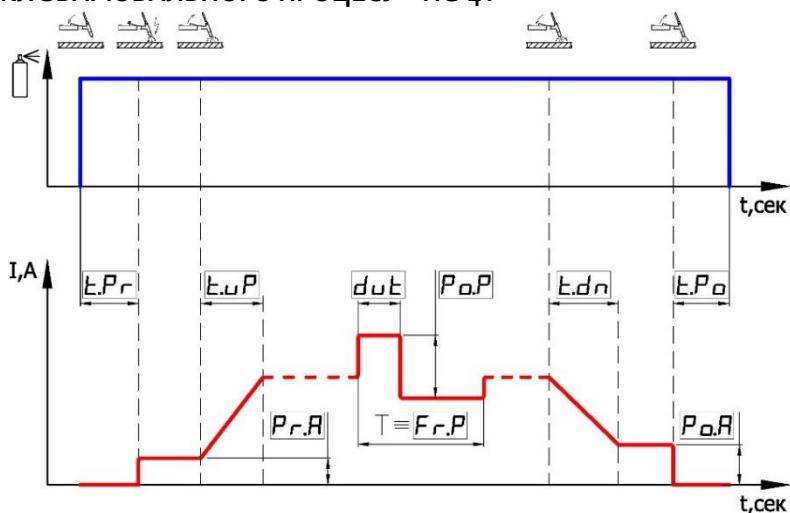 t,сек
I,A
t.Pr t.uP dut Po.P t.dn t.Po
Pr.A T = Fr.P Po.A
t,сек